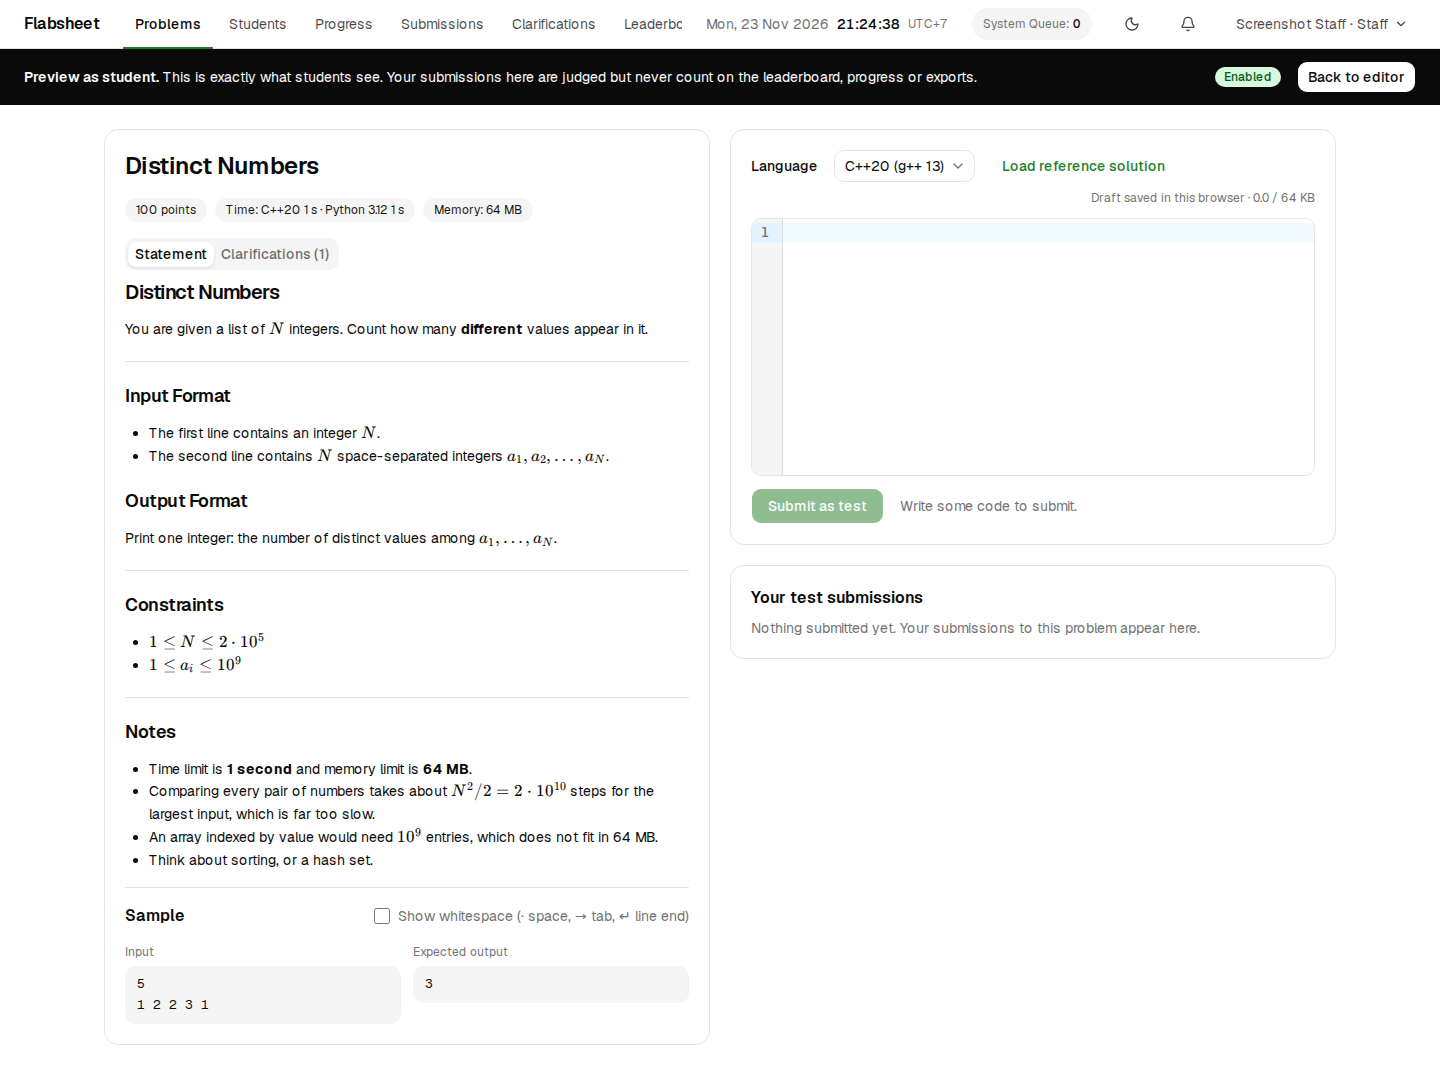 Flabsheet
Problems
Students
Progress
Submissions
Clarifications
Leaderbc
Mon, 23 Nov 2026 21:24:38 UTC+7
System Queue: 0
Screenshot Staff · Staff
Preview as student. This is exactly what students see. Your submissions here are judged but never count on the leaderboard, progress or exports.
Enabled
Back to editor
Distinct Numbers
100 points
Time: C++20 1 s · Python 3.12 1 s
Memory: 64 MB
Statement
Clarifications (1)
Distinct Numbers
You are given a list of N integers. Count how many different values appear in it.
Input Format
• The first line contains an integer N.
• The second line contains N space-separated integers a₁, a₂, …, a_N.
Output Format
Print one integer: the number of distinct values among a₁, …, a_N.
Constraints
• 1 ≤ N ≤ 2 · 10⁵
• 1 ≤ aᵢ ≤ 10⁹
Notes
• Time limit is 1 second and memory limit is 64 MB.
• Comparing every pair of numbers takes about N²/2 = 2 · 10¹⁰ steps for the
largest input, which is far too slow.
• An array indexed by value would need 10⁹ entries, which does not fit in 64 MB.
• Think about sorting, or a hash set.
Sample
Show whitespace (· space, → tab, ↵ line end)
Input
5
1 2 2 3 1
Expected output
3
Language
C++20 (g++ 13)
Load reference solution
Draft saved in this browser · 0.0 / 64 KB
1
Submit as test
Write some code to submit.
Your test submissions
Nothing submitted yet. Your submissions to this problem appear here.